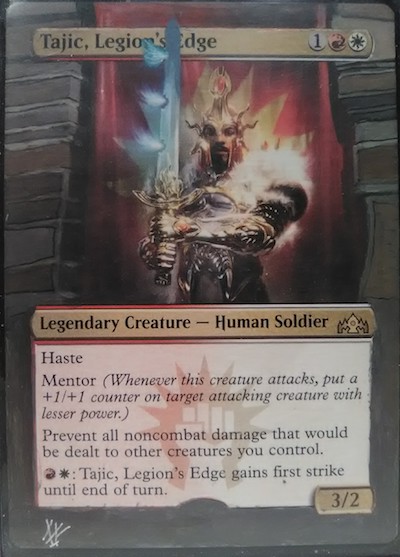 Tajic, Legion's Edge 1
Legendary Creature — Human Soldier
Haste
Mentor (Whenever this creature attacks, put a
+1/+1 counter on target attacking creature with
lesser power.)
Prevent all noncombat damage that would
be dealt to other creatures you control.
: Tajic, Legion's Edge gains first strike
until end of turn.
3/2